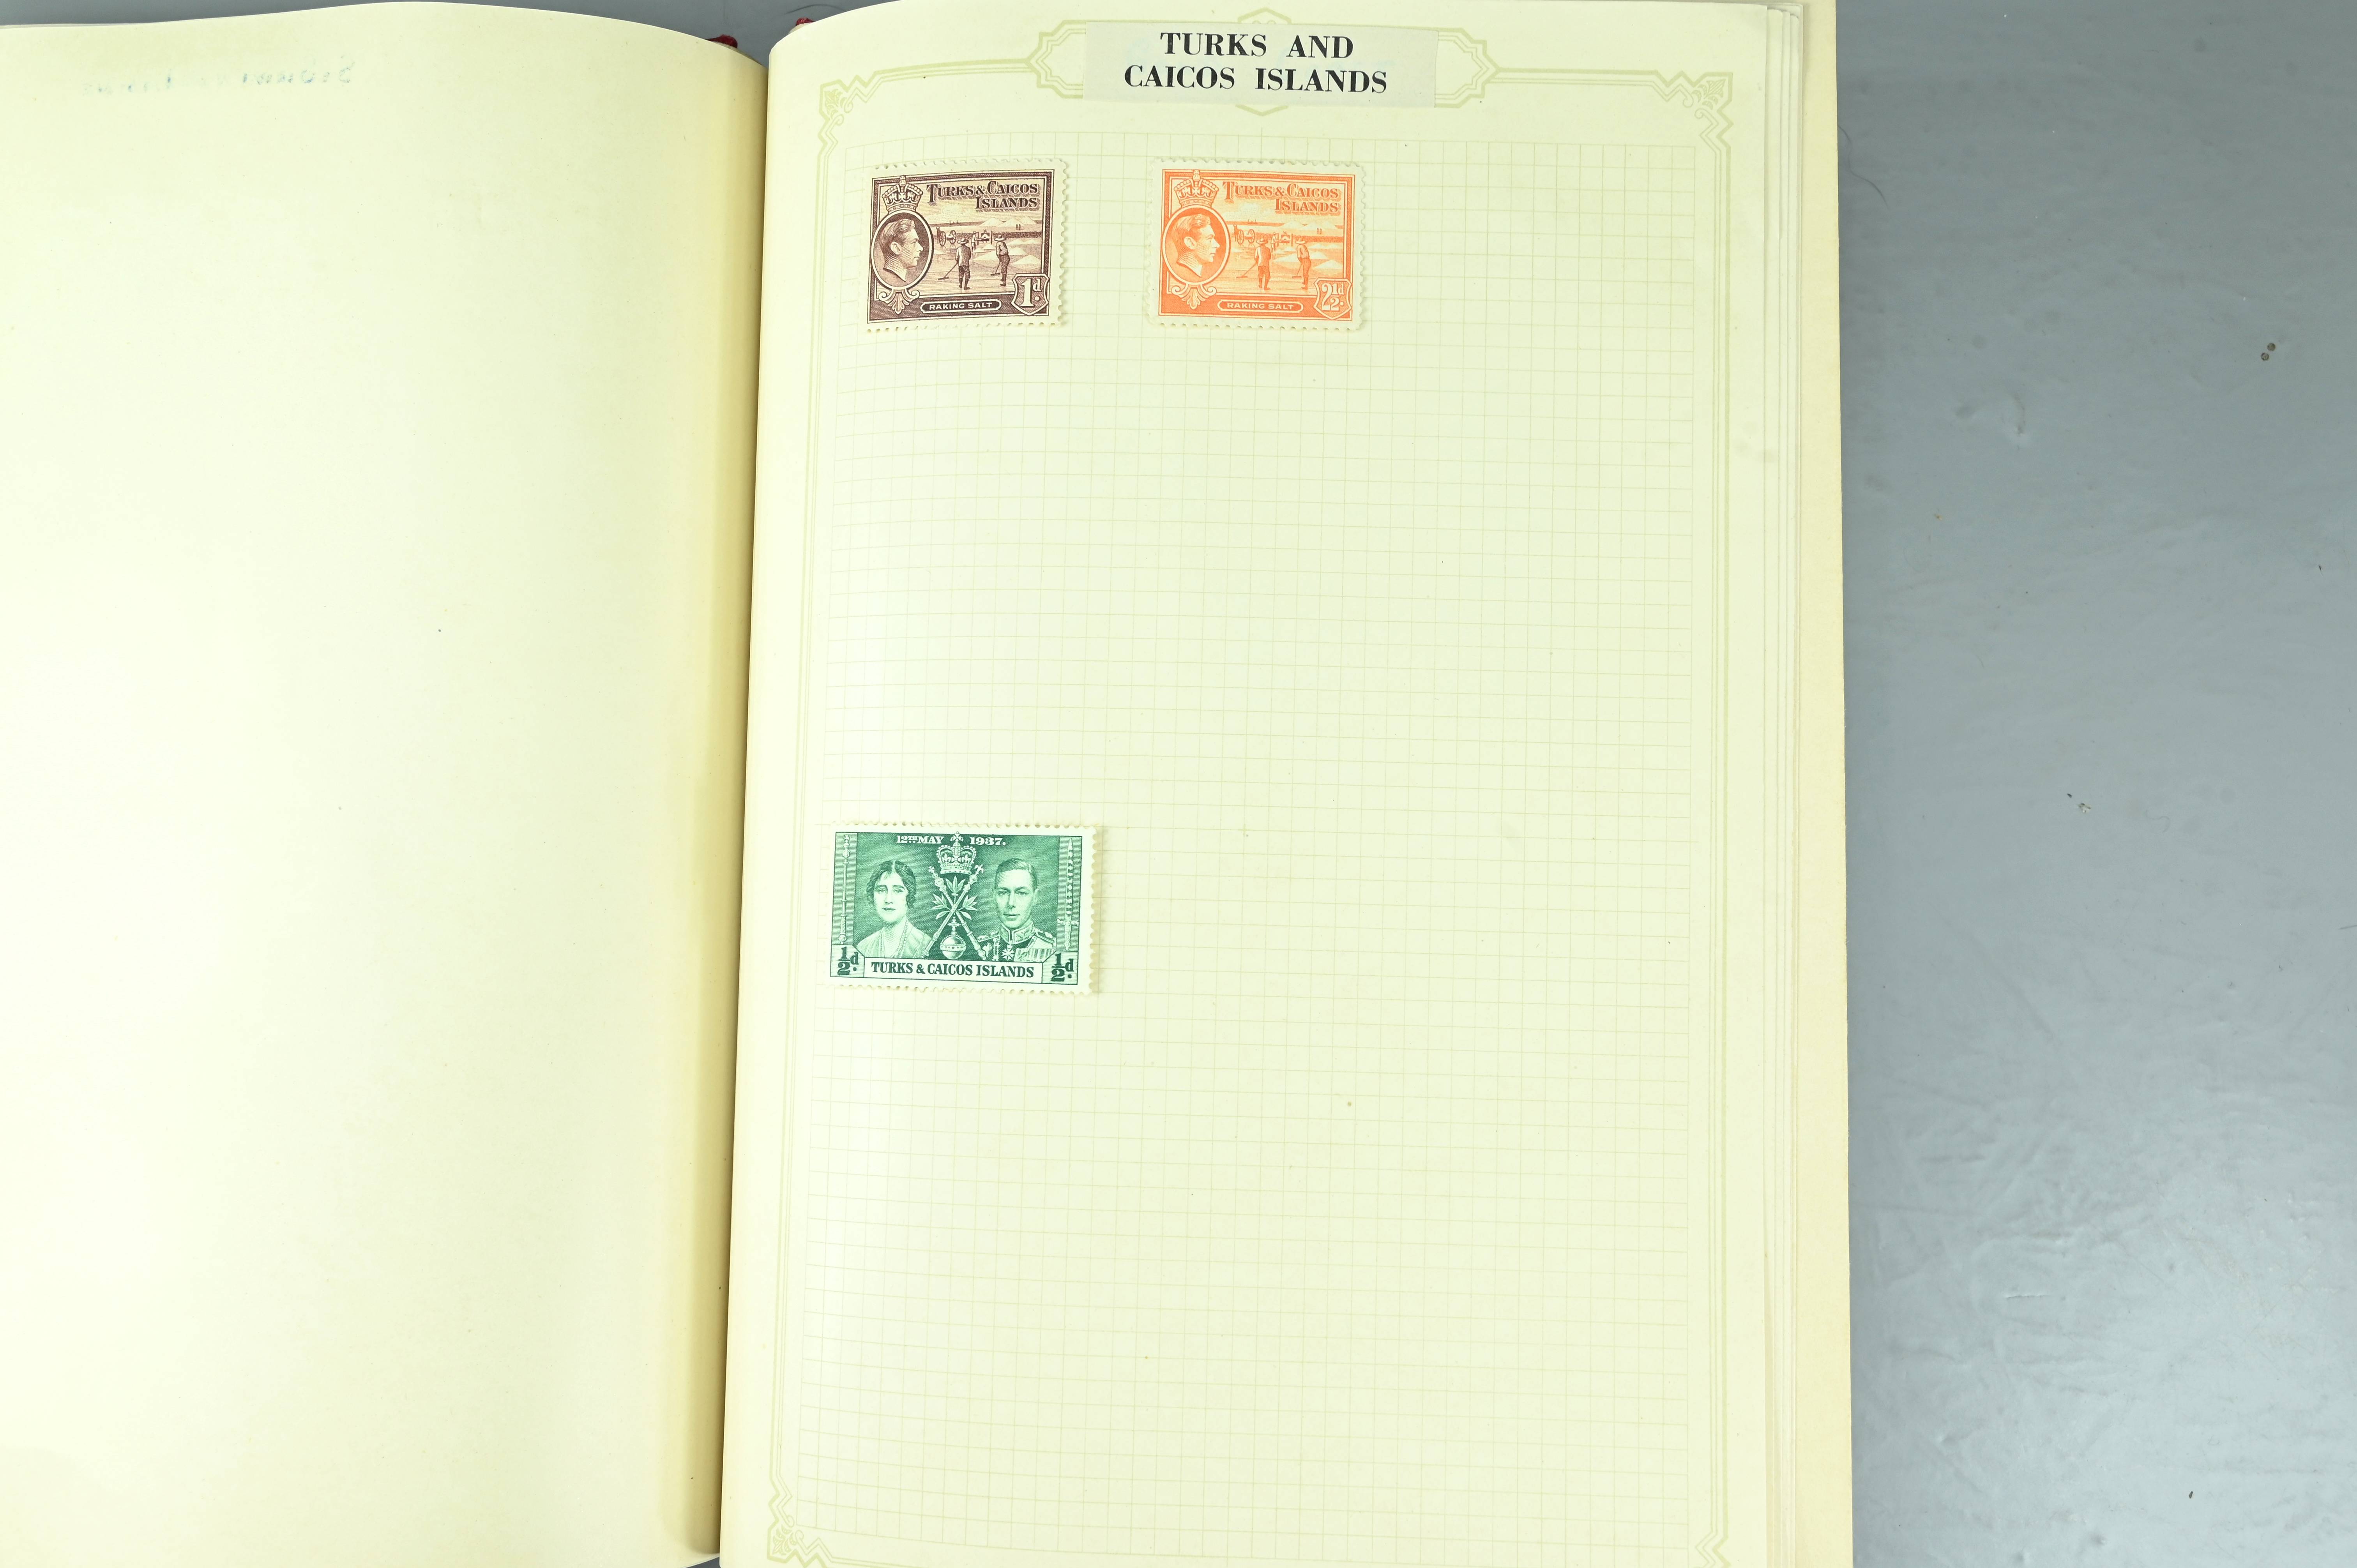 TURKS AND
CAICOS ISLANDS
TURKS & CAICOS
ISLANDS
1d.
RAKING SALT
TURKS & CAICOS
ISLANDS
2½d.
RAKING SALT
12TH MAY 1937.
½d. TURKS & CAICOS ISLANDS ½d.